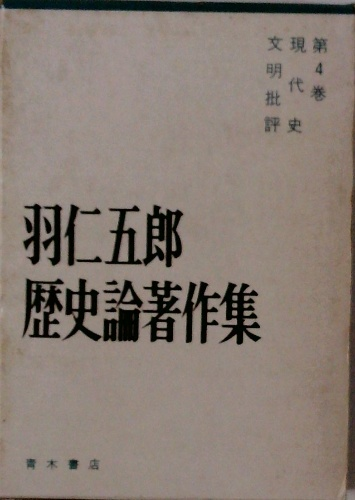 第4巻
現代史
文明批評
羽仁五郎
歴史論著作集
青木書店